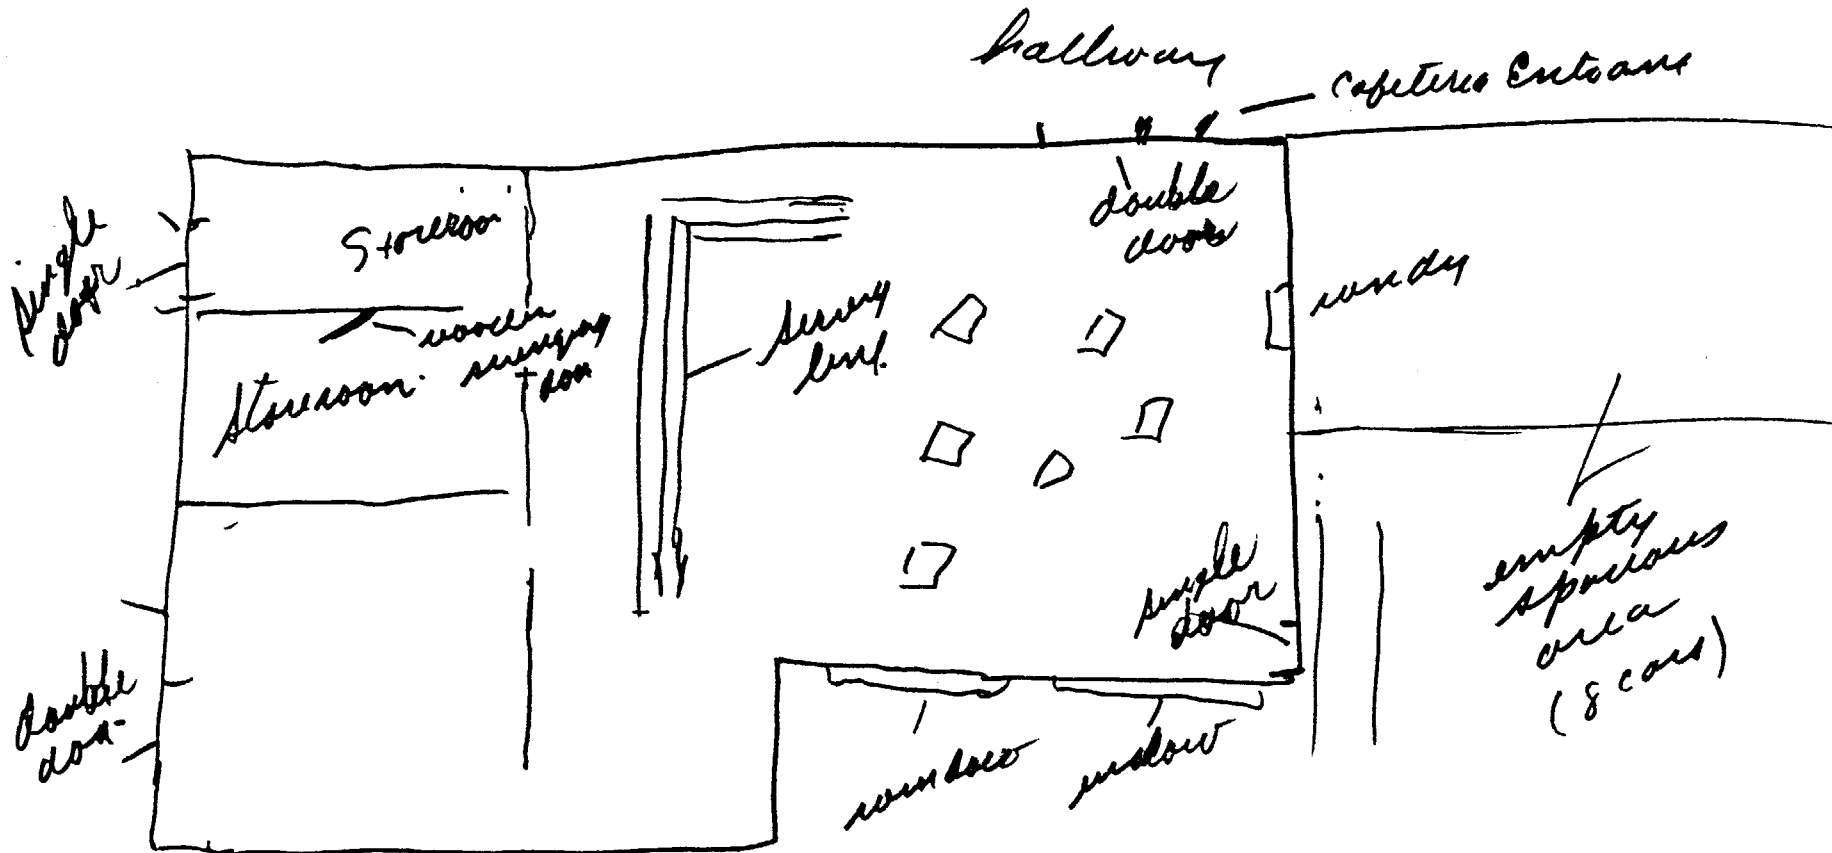 hallway
Cafeteria Entrance
double
doors
single
door
Storeroom
wooden
swinging
door
Storeroom
serving
line
single
door
empty
spacious
area
(8 cars)
double
door
window
window